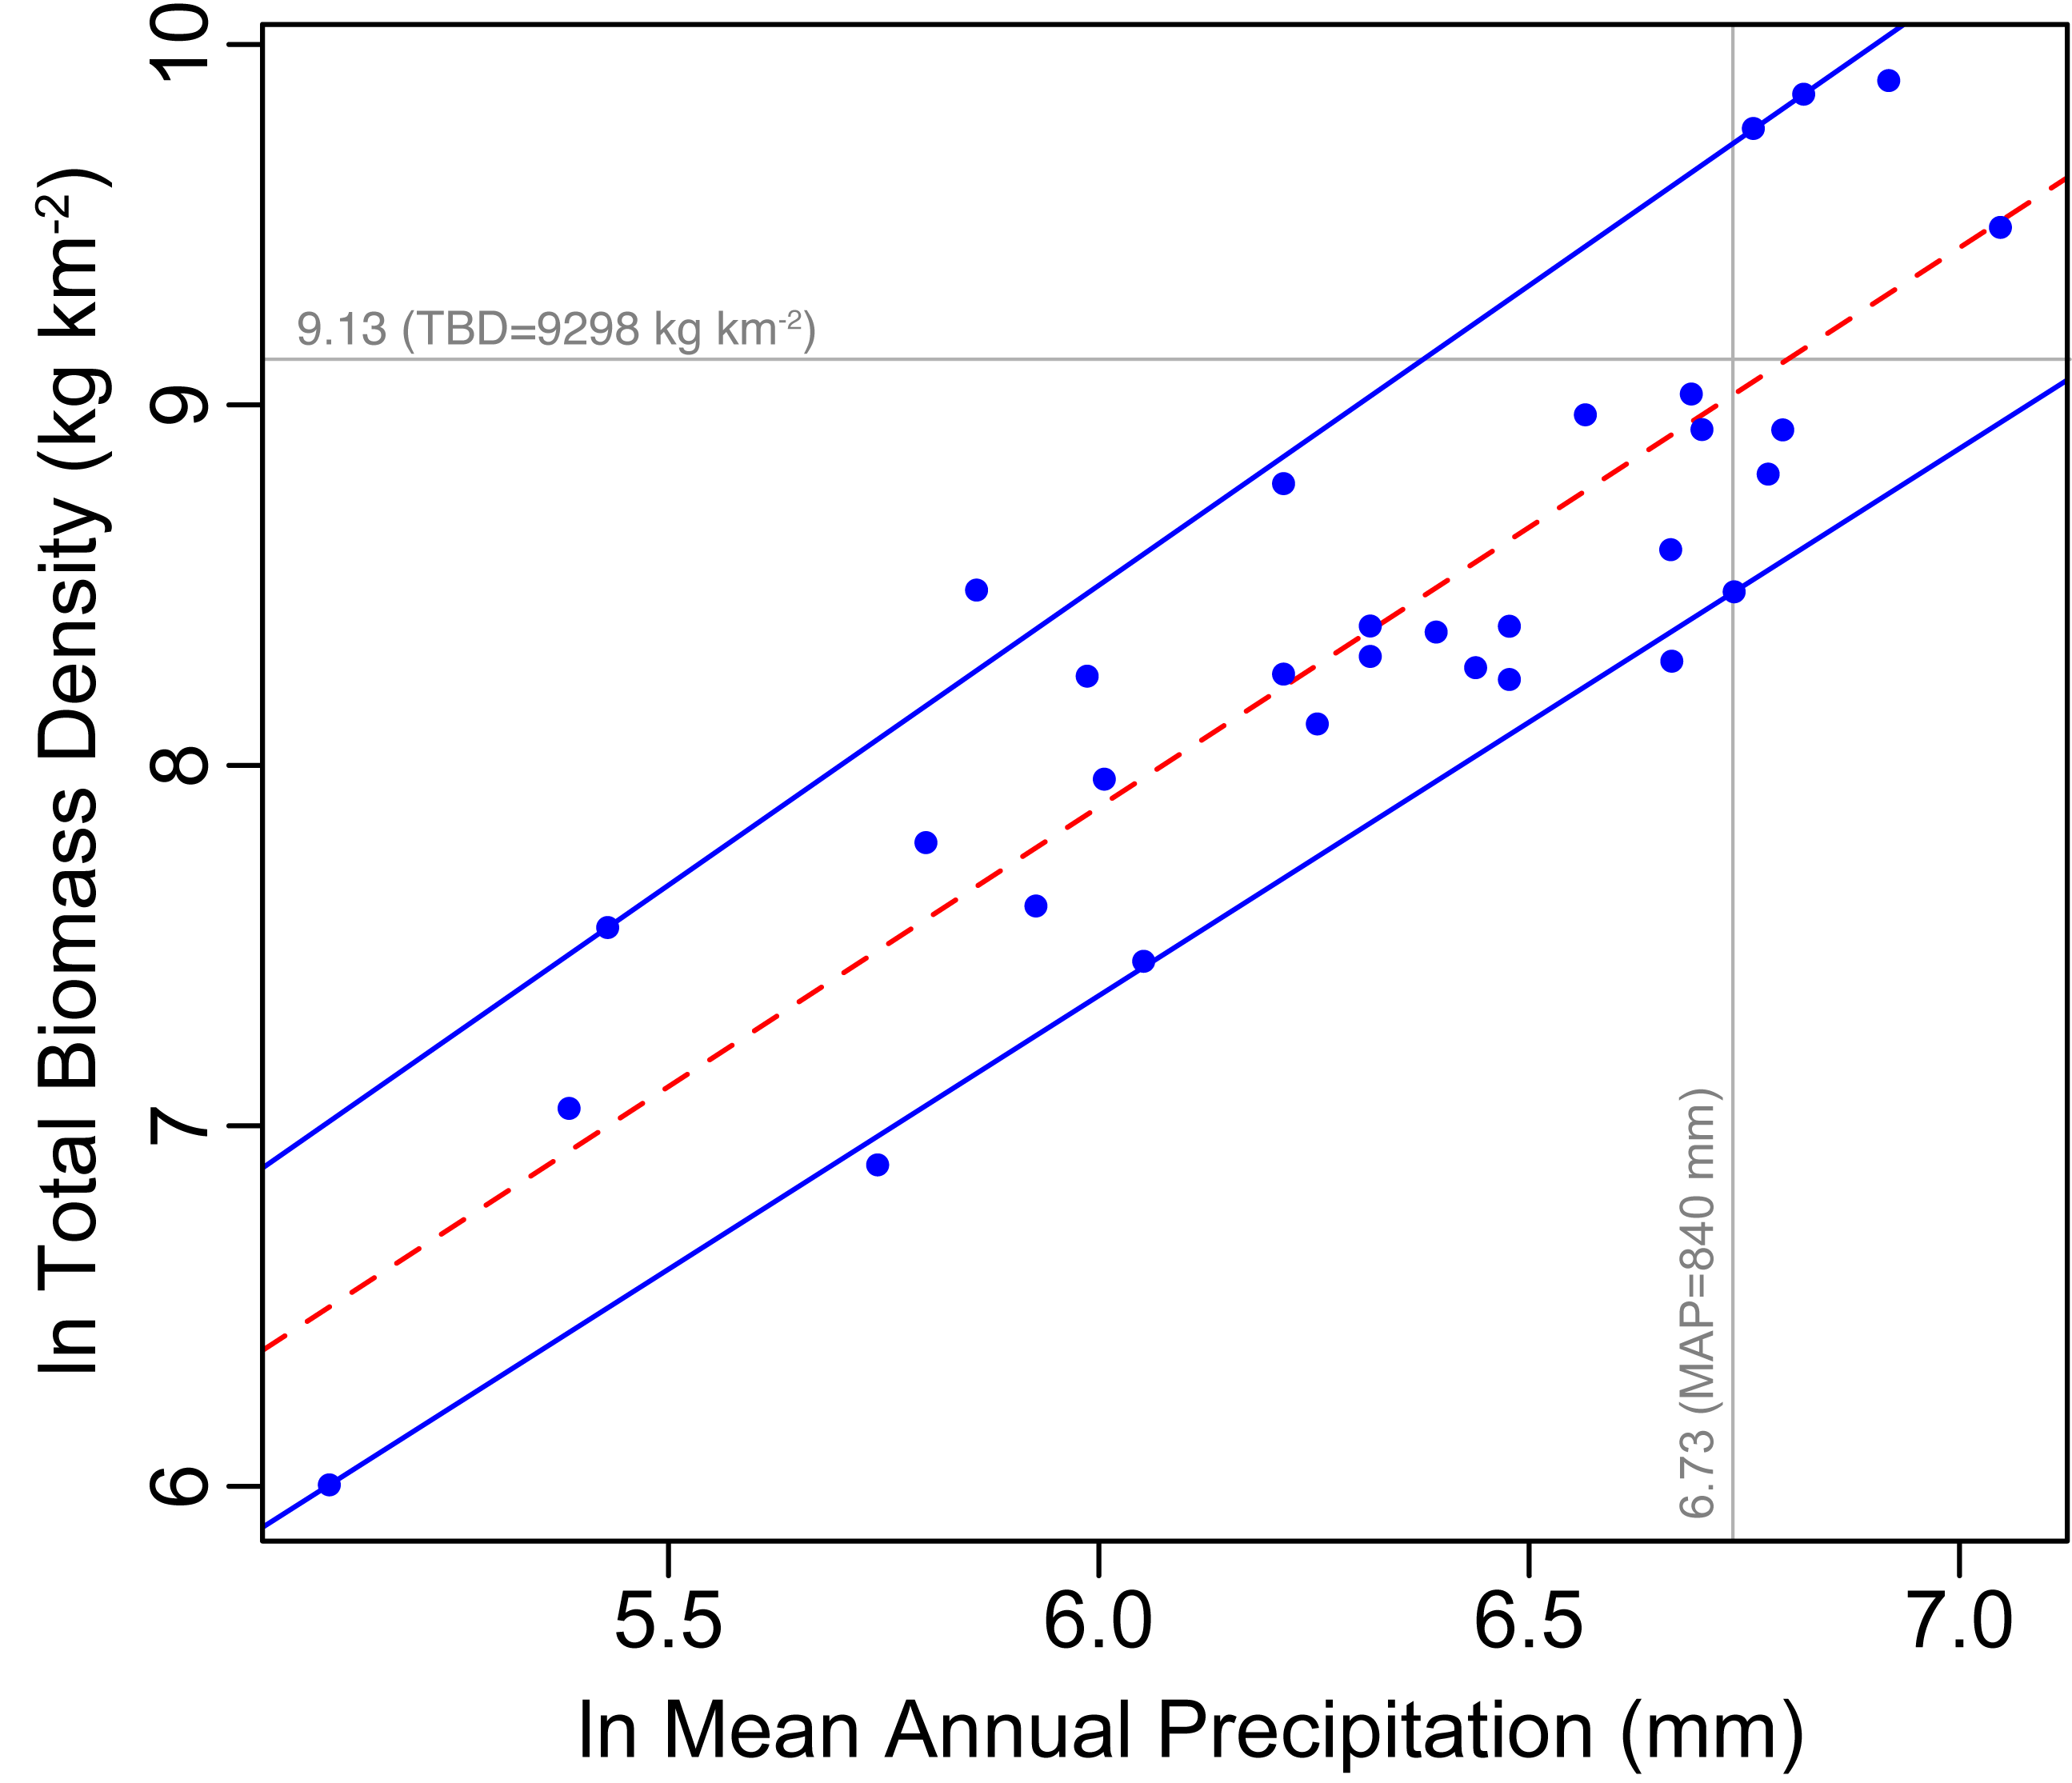 ln Total Biomass Density (kg km⁻²)
10
9
8
7
6
9.13 (TBD=9298 kg km⁻²)
6.73 (MAP=840 mm)
5.5 6.0 6.5 7.0
ln Mean Annual Precipitation (mm)